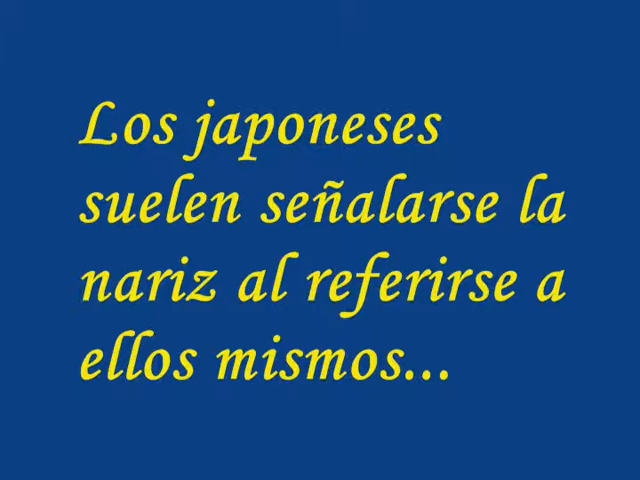 Los japoneses
suelen señalarse la
nariz al referirse a
ellos mismos...